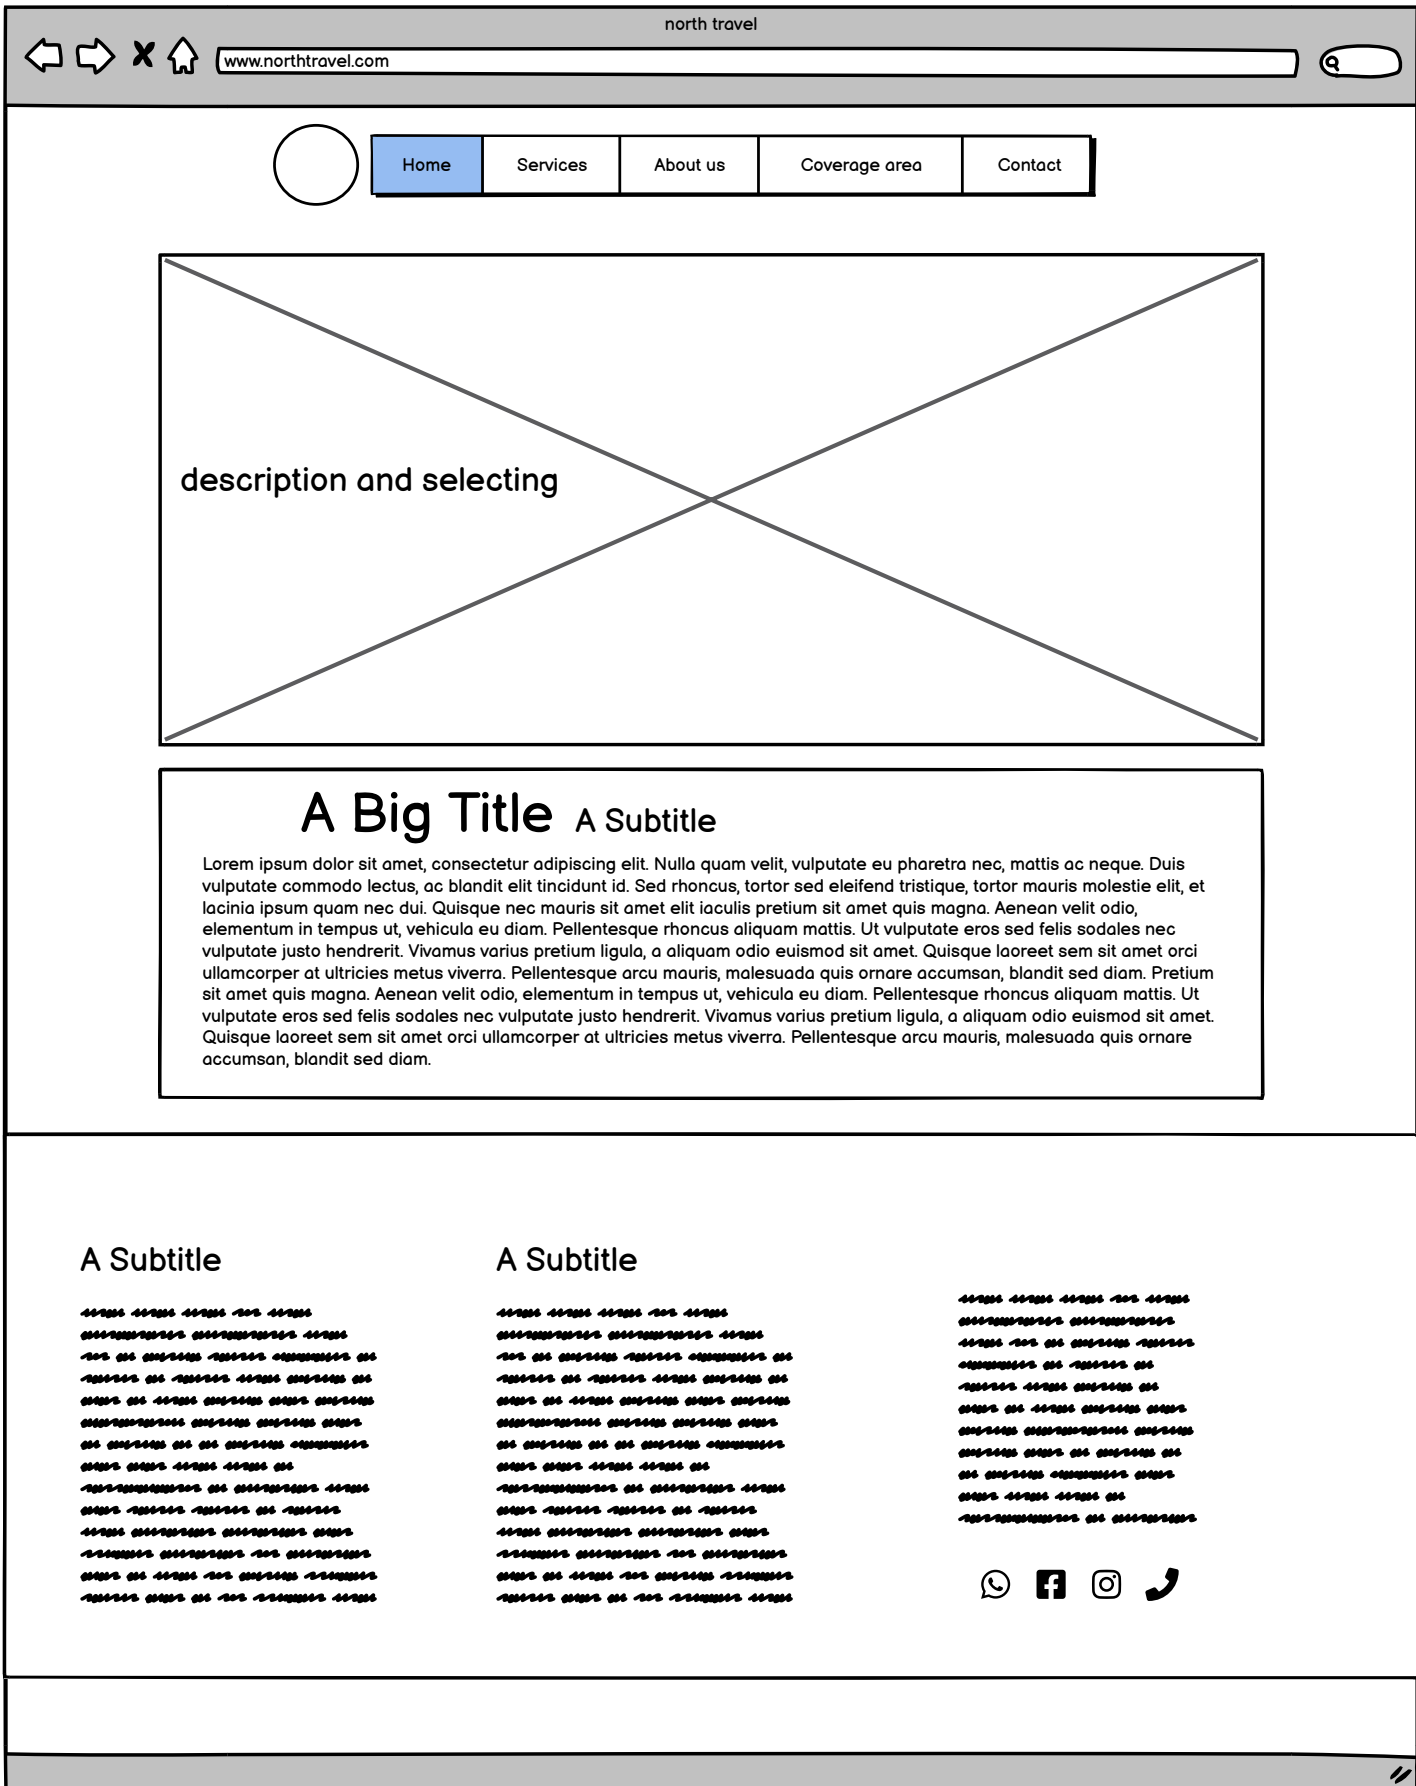 north travel
www.northtravel.com
Home Services About us Coverage area Contact
description and selecting
A Big Title A Subtitle
Lorem ipsum dolor sit amet, consectetur adipiscing elit. Nulla quam velit, vulputate eu pharetra nec, mattis ac neque. Duis
vulputate commodo lectus, ac blandit elit tincidunt id. Sed rhoncus, tortor sed eleifend tristique, tortor mauris molestie elit, et
lacinia ipsum quam nec dui. Quisque nec mauris sit amet elit iaculis pretium sit amet quis magna. Aenean velit odio,
elementum in tempus ut, vehicula eu diam. Pellentesque rhoncus aliquam mattis. Ut vulputate eros sed felis sodales nec
vulputate justo hendrerit. Vivamus varius pretium ligula, a aliquam odio euismod sit amet. Quisque laoreet sem sit amet orci
ullamcorper at ultricies metus viverra. Pellentesque arcu mauris, malesuada quis ornare accumsan, blandit sed diam. Pretium
sit amet quis magna. Aenean velit odio, elementum in tempus ut, vehicula eu diam. Pellentesque rhoncus aliquam mattis. Ut
vulputate eros sed felis sodales nec vulputate justo hendrerit. Vivamus varius pretium ligula, a aliquam odio euismod sit amet.
Quisque laoreet sem sit amet orci ullamcorper at ultricies metus viverra. Pellentesque arcu mauris, malesuada quis ornare
accumsan, blandit sed diam.
A Subtitle
A Subtitle